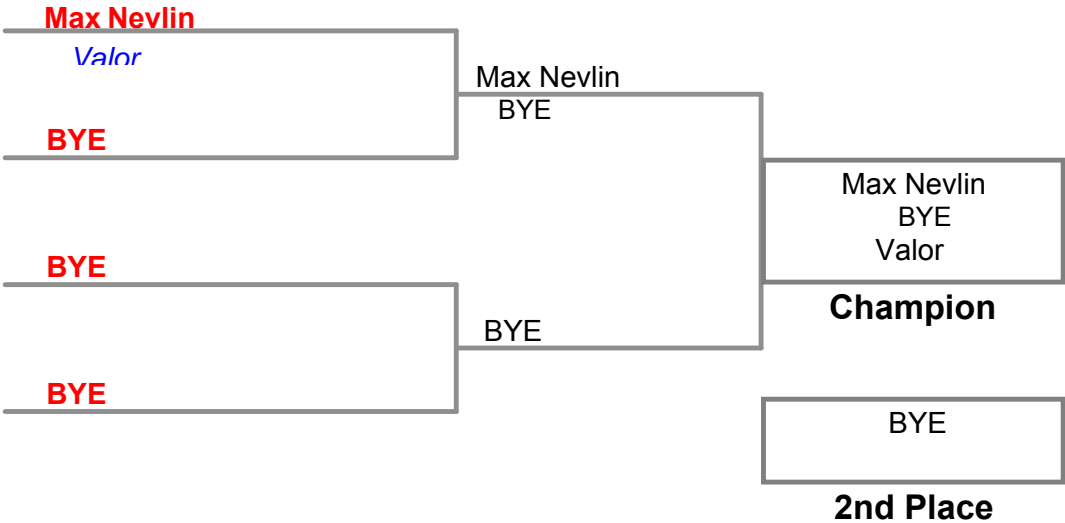 Max Nevlin
Valor
BYE
BYE
BYE
Max Nevlin
BYE
BYE
Max Nevlin
BYE
Valor
Champion
BYE
2nd Place